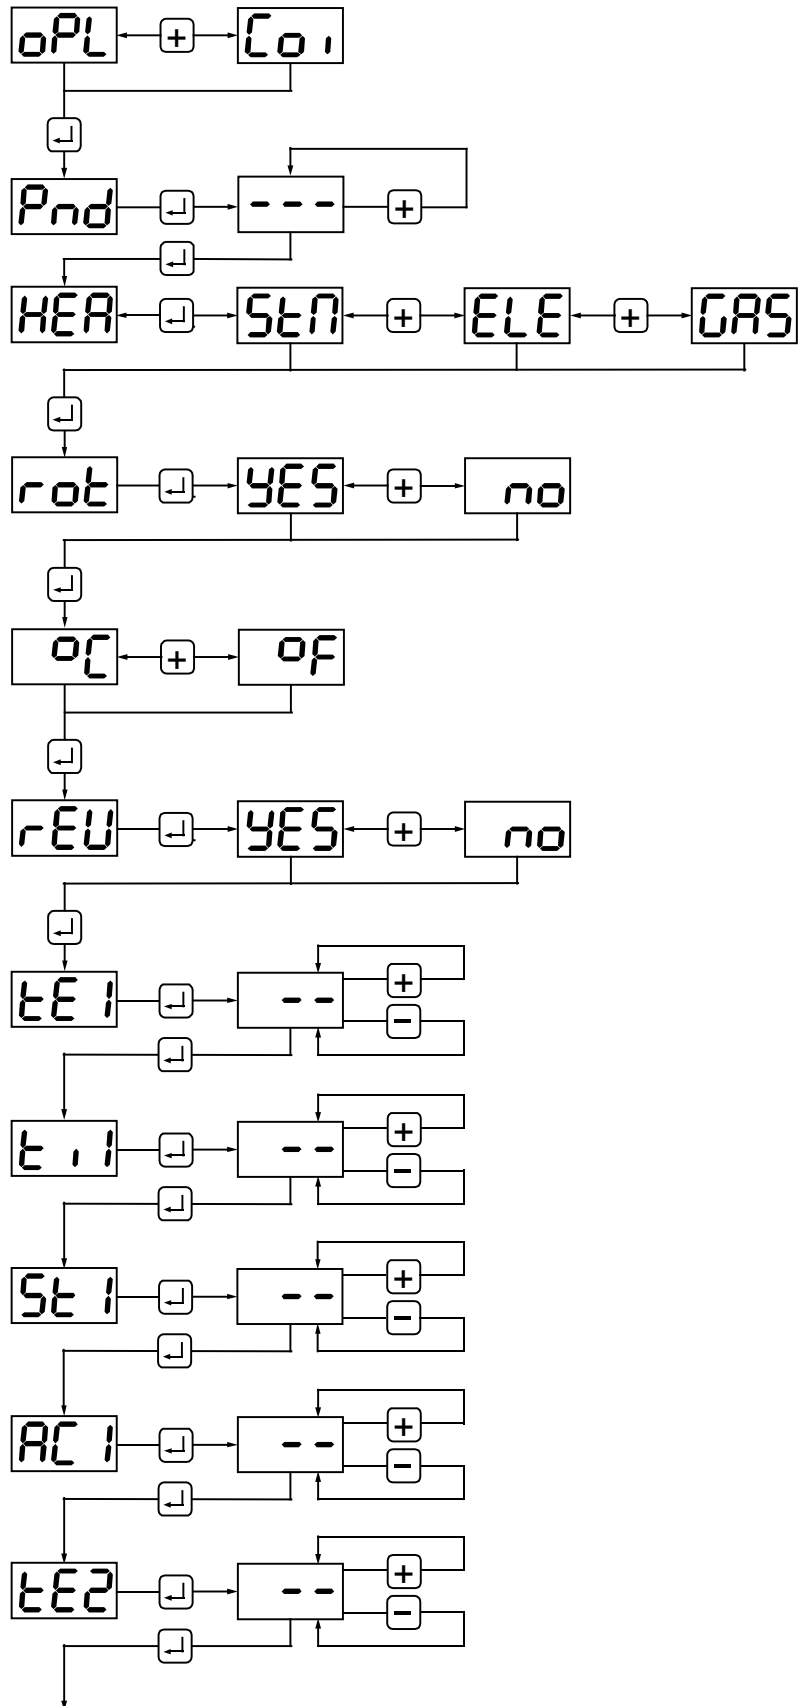 oPL + Coi
↵
Pnd ↵ - - - +
↵
HEA ↵ StM + ELE + GAS
↵
rot ↵ YES + no
↵
oC + oF
↵
rEU ↵ YES + no
↵
tE1 ↵ - - +
-
↵
ti1 ↵ - - +
-
↵
St1 ↵ - - +
-
↵
AC1 ↵ - - +
-
↵
tE2 ↵ - - +
-
↵